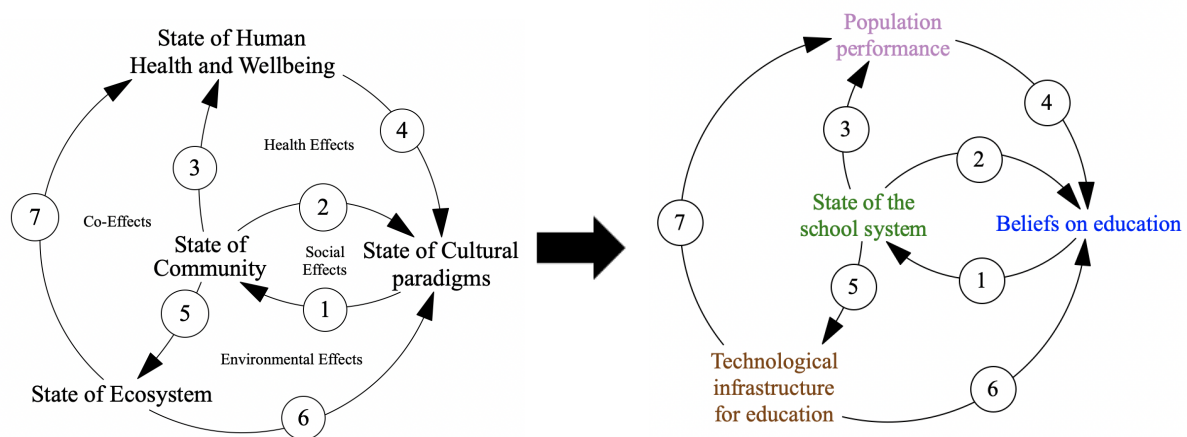 State of Human
Health and Wellbeing
4
Health Effects
3
7
Co-Effects
2
State of
Community
Social
Effects
State of Cultural
paradigms
1
5
Environmental Effects
State of Ecosystem
6
Population
performance
4
3
2
7
State of the
school system
Beliefs on education
1
5
Technological
infrastructure
for education
6